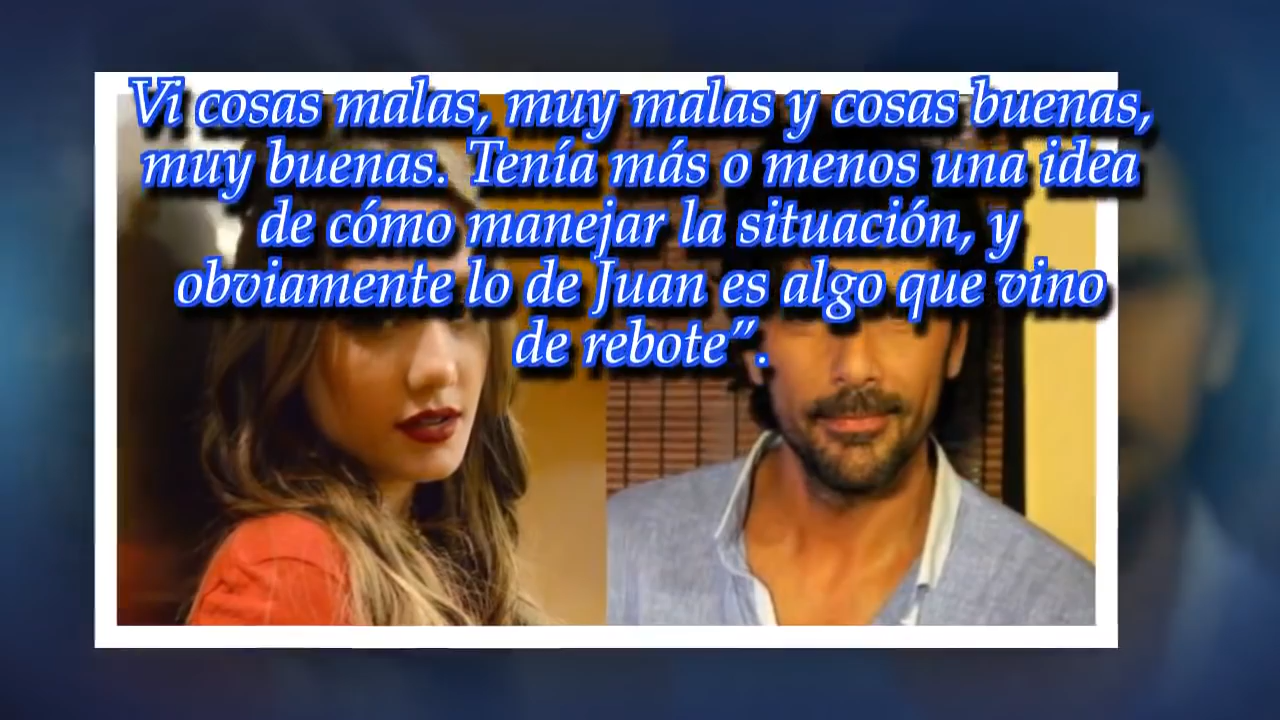 Vi cosas malas, muy malas y cosas buenas,
muy buenas. Tenía más o menos una idea
de cómo manejar la situación, y
obviamente lo de Juan es algo que vino
de rebote”.